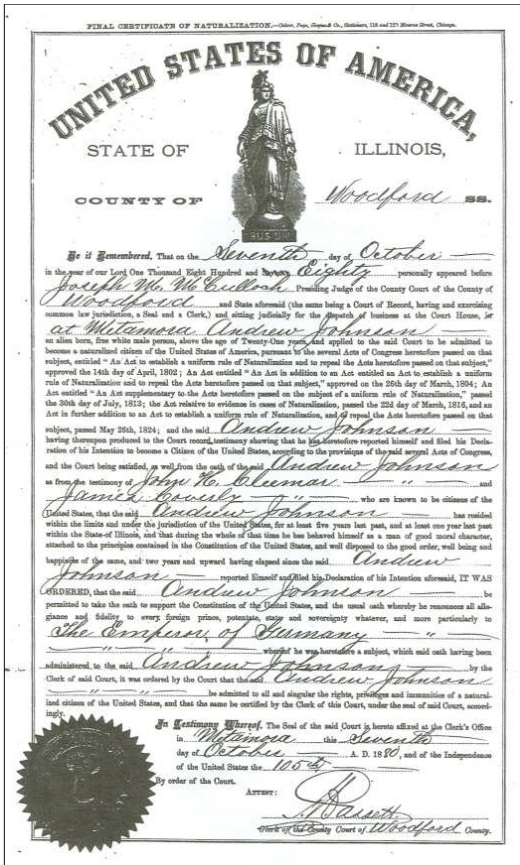 FINAL CERTIFICATE OF NATURALIZATION.—Culver, Page, Hoyne & Co., Stationers, 118 and 120 Monroe Street, Chicago.
UNITED STATES OF AMERICA,
STATE OF ILLINOIS,
COUNTY OF Woodford SS.
Be it Remembered, That on the Seventh day of October
in the year of our Lord One Thousand Eight Hundred and Eighty personally appeared before
Joseph M. McCulloch Presiding Judge of the County Court of the County of
Woodford and State aforesaid (the same being a Court of Record, having and exercising
common law jurisdiction, a Seal and a Clerk,) and sitting judicially for the dispatch of business at the Court House, in
at Metamora Andrew Johnson
an alien born, free white male person, above the age of Twenty-One years, and applied to the said Court to be admitted to
become a naturalized citizen of the United States of America, pursuant to the several Acts of Congress heretofore passed on that
subject, entitled "An Act to establish a uniform rule of Naturalization and to repeal the Acts heretofore passed on that subject,"
approved the 14th day of April, 1802; An Act entitled "An Act in addition to an Act entitled an Act to establish a uniform
rule of Naturalization and to repeal the Acts heretofore passed on that subject," approved on the 26th day of March, 1804; An
Act entitled "An Act supplementary to the Acts heretofore passed on the subject of a uniform rule of Naturalization," passed
the 30th day of July, 1813; the Act relative to evidence in cases of Naturalization, passed the 22d day of March, 1816, and an
Act in further addition to an Act to establish a uniform rule of Naturalization, and to repeal the Acts heretofore passed on that
subject, passed May 26th, 1824; and the said Andrew Johnson
having thereupon produced to the Court record testimony showing that he has heretofore reported himself and filed his Decla-
ration of his Intention to become a Citizen of the United States, according to the provisions of the said several Acts of Congress,
and the Court being satisfied, as well from the oath of the said Andrew Johnson
as from the testimony of John H. " and
James " who are known to be citizens of the
United States, that the said Andrew Johnson has resided
within the limits and under the jurisdiction of the United States, for at least five years last past, and at least one year last past
within the State of Illinois, and that during the whole of that time he has behaved himself as a man of good moral character,
attached to the principles contained in the Constitution of the United States, and well disposed to the good order, well being and
happiness of the same, and two years and upward having elapsed since the said Andrew
Johnson reported himself and filed his Declaration of his Intention aforesaid, IT WAS
ORDERED, that the said Andrew Johnson be
permitted to take the oath to support the Constitution of the United States, and the usual oath whereby he renounces all alle-
giance and fidelity to every foreign prince, potentate, state and sovereignty whatever, and more particularly to
The Emperor of Germany "
" " whereof he was heretofore a subject, which said oath having been
administered to the said Andrew Johnson by the
Clerk of said Court, it was ordered by the Court that the said Andrew Johnson
" " " be admitted to all and singular the rights, privileges and immunities of a natural-
ized citizen of the United States, and that the same be certified by the Clerk of this Court, under the seal of said Court, accord-
ingly.
In Testimony Whereof, The Seal of the said Court is hereto affixed at the Clerk's Office
in Metamora this Seventh
day of October A. D. 1880, and of the Independence
of the United States the 105th
By order of the Court.
ATTEST:
Hassett
Clerk of the County Court of Woodford County.